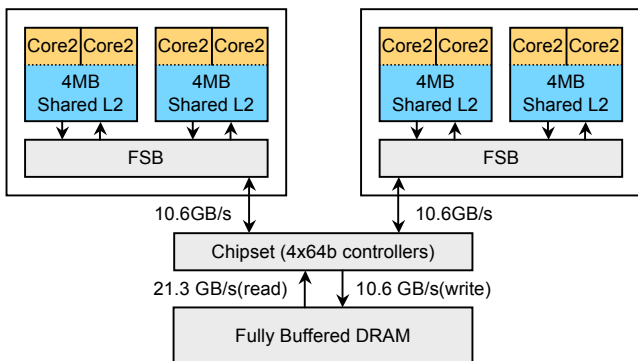 Core2 Core2 Core2 Core2 Core2 Core2 Core2 Core2
4MB 4MB 4MB 4MB
Shared L2 Shared L2 Shared L2 Shared L2
FSB FSB
10.6GB/s 10.6GB/s
Chipset (4x64b controllers)
21.3 GB/s(read) 10.6 GB/s(write)
Fully Buffered DRAM